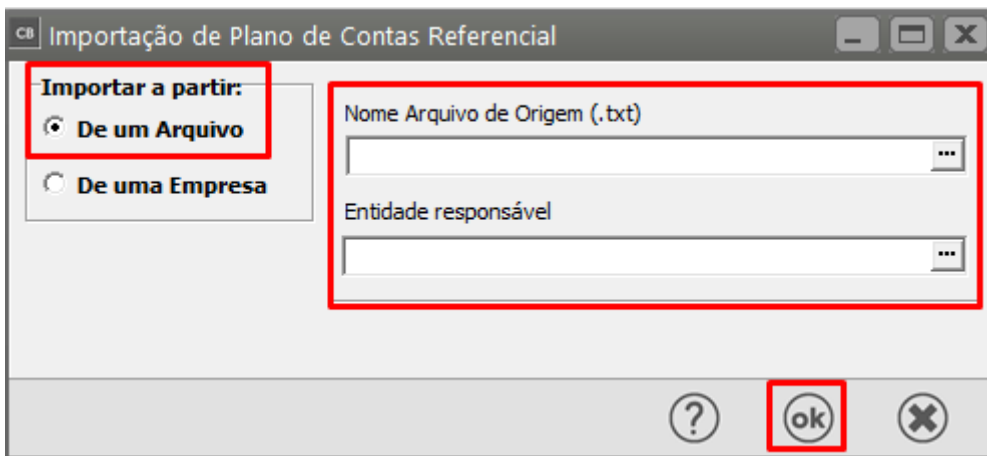 CB Importação de Plano de Contas Referencial
Importar a partir:
De um Arquivo
De uma Empresa
Nome Arquivo de Origem (.txt)
...
Entidade responsável
...
? ok